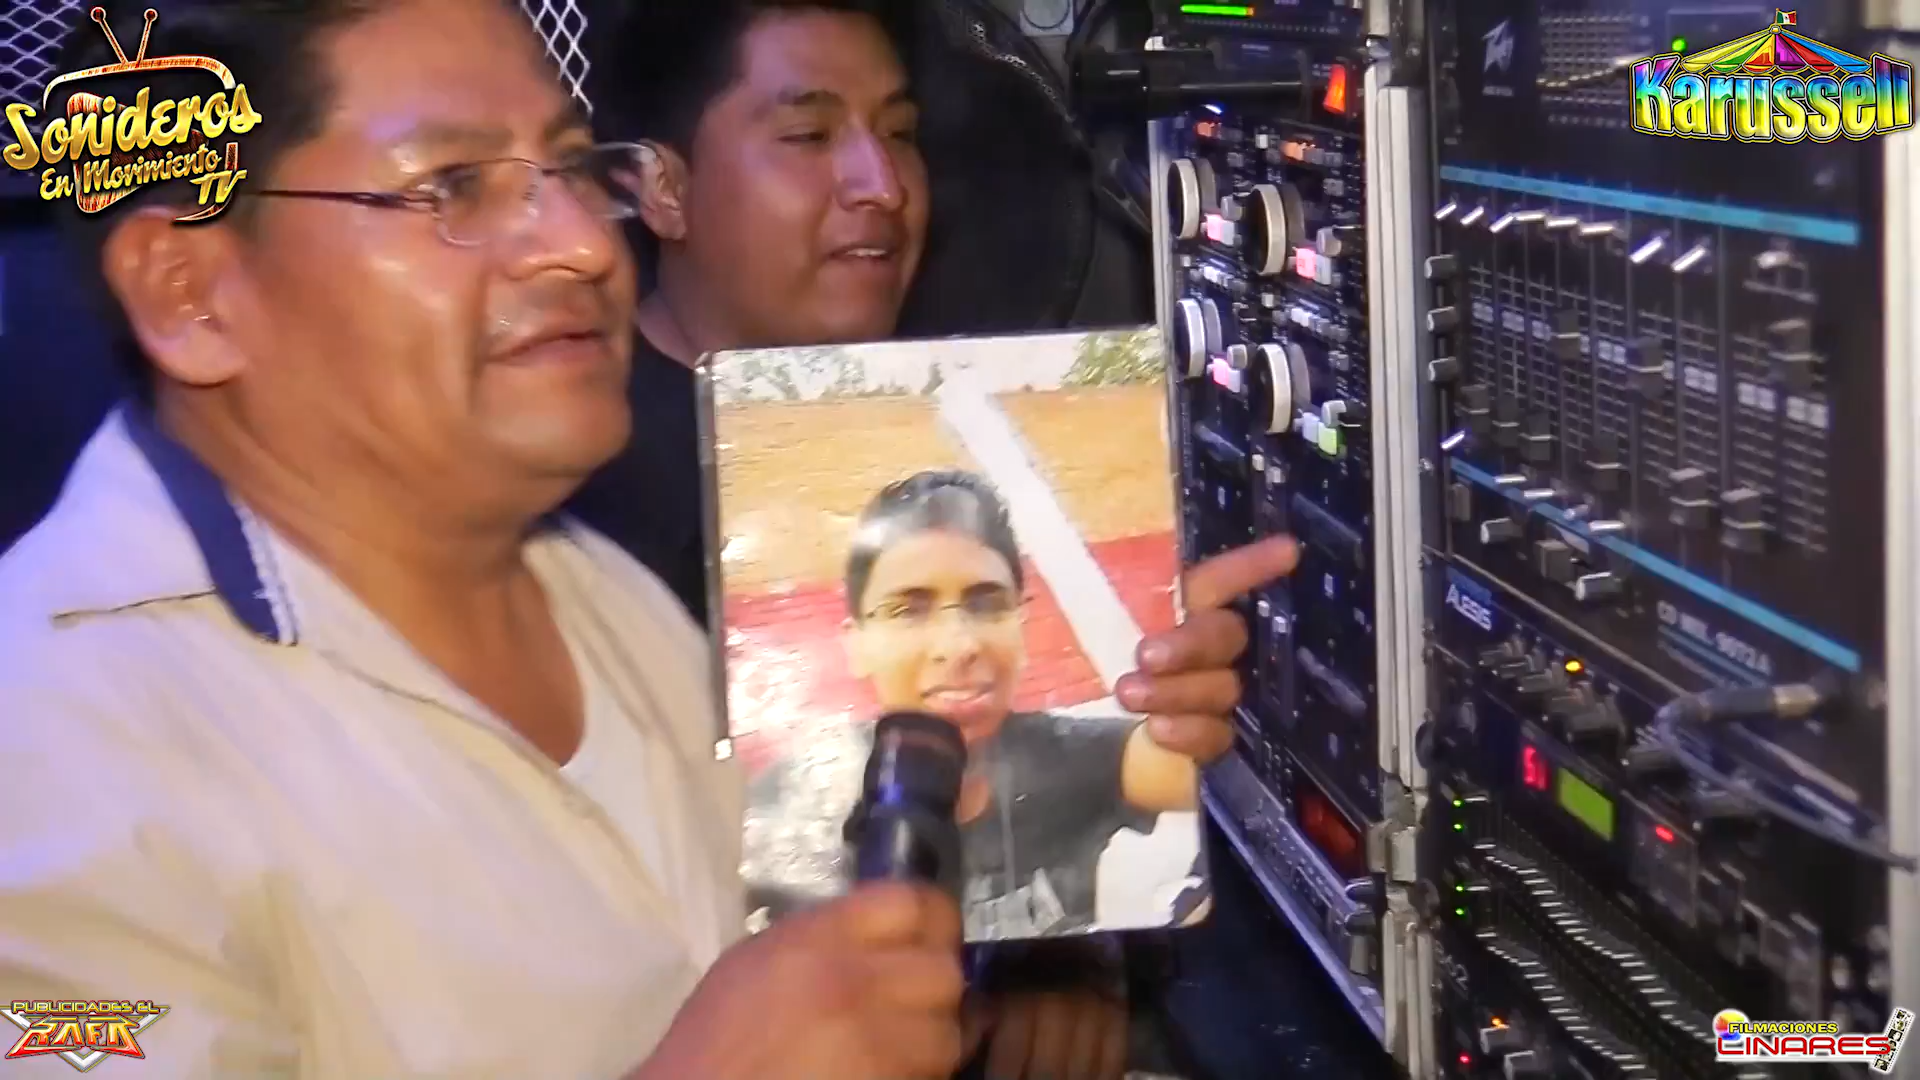 Sonideros
En Movimiento
TV
Karussell
ALESIS
PUBLICIDADES EL
RAFA
FILMACIONES
LINARES